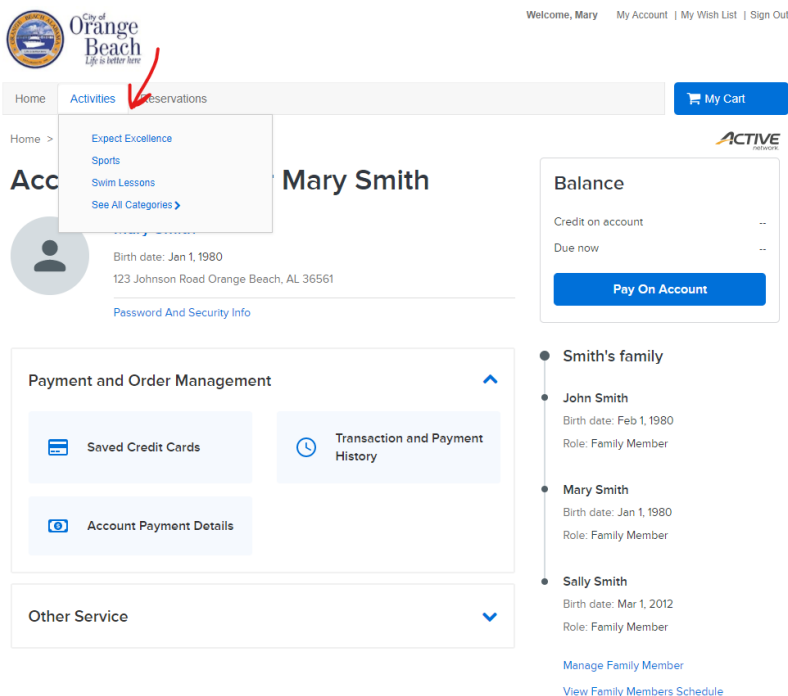 City of
Orange
Beach
Life is better here
Welcome, Mary My Account | My Wish List | Sign Out
Home Activities Reservations
My Cart
Home >
Expect Excellence
Sports
Swim Lessons
See All Categories
ACTIVE
network
Mary Smith
Mary Smith
Birth date: Jan 1, 1980
123 Johnson Road Orange Beach, AL 36561
Password And Security Info
Balance
Credit on account --
Due now --
Pay On Account
Payment and Order Management
Saved Credit Cards
Transaction and Payment
History
Account Payment Details
Other Service
Smith's family
John Smith
Birth date: Feb 1, 1980
Role: Family Member
Mary Smith
Birth date: Jan 1, 1980
Role: Family Member
Sally Smith
Birth date: Mar 1, 2012
Role: Family Member
Manage Family Member
View Family Members Schedule